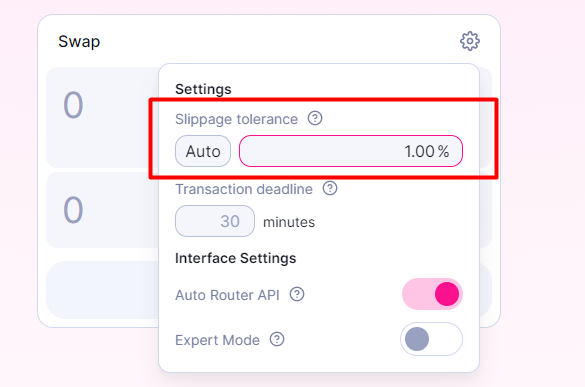 Swap
0
0
Settings
Slippage tolerance ?
Auto 1.00 %
Transaction deadline ?
30 minutes
Interface Settings
Auto Router API ?
Expert Mode ?